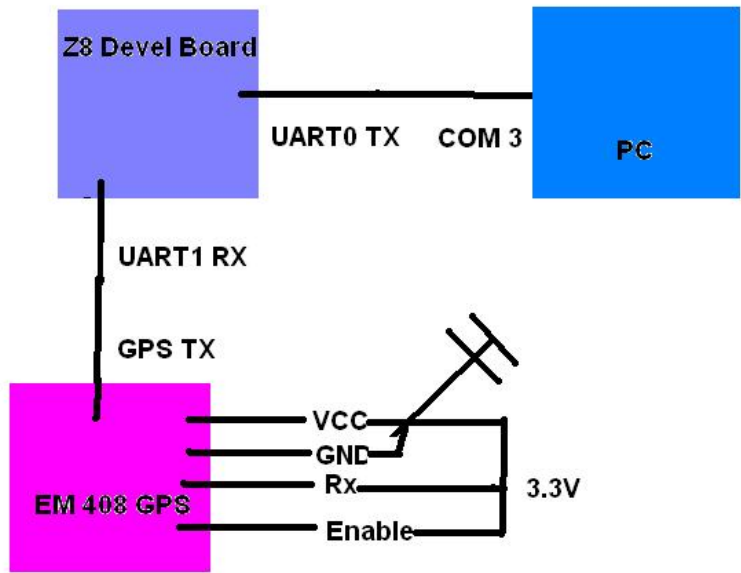 Z8 Devel Board
UART0 TX
COM 3
PC
UART1 RX
GPS TX
VCC
GND
Rx
3.3V
EM 408 GPS
Enable